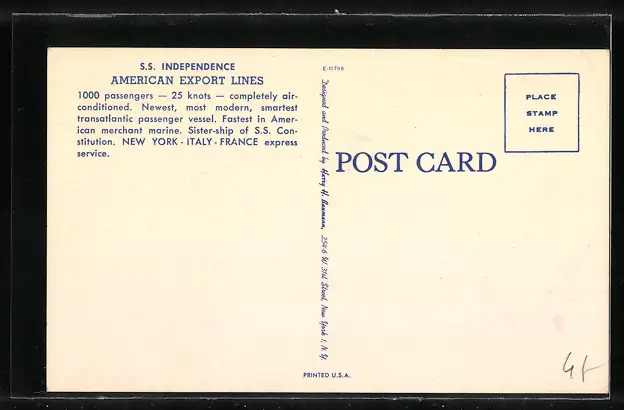 S.S. INDEPENDENCE
AMERICAN EXPORT LINES
1000 passengers — 25 knots — completely air-
conditioned. Newest, most modern, smartest
transatlantic passenger vessel. Fastest in Amer-
ican merchant marine. Sister-ship of S.S. Con-
stitution. NEW YORK - ITALY - FRANCE express
service.
E-11798
Designed and Produced by Harry H. Baumann, 254-6 W. 31st Street, New York 1, N.Y.
POST CARD
PLACE
STAMP
HERE
PRINTED U.S.A.